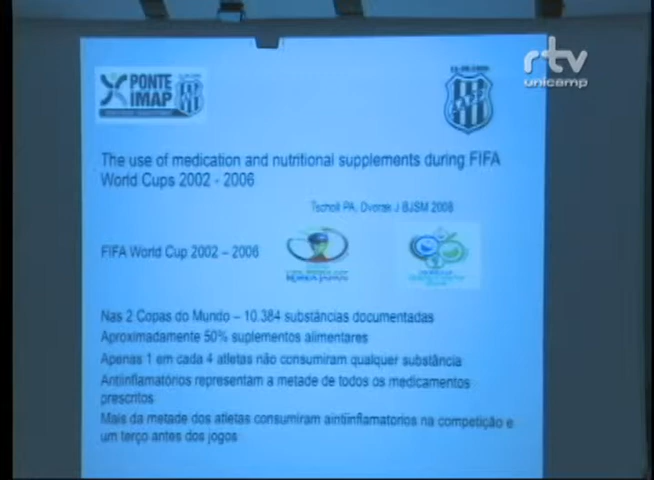 rtv
unicamp
PONTE
IMAP
The use of medication and nutritional supplements during FIFA
World Cups 2002 - 2006
Tscholl PA, Dvorak J BJSM 2008
FIFA World Cup 2002 – 2006
Nas 2 Copas do Mundo – 10.384 substâncias documentadas
Aproximadamente 50% suplementos alimentares
Apenas 1 em cada 4 atletas não consumiram qualquer substância
Antiinflamatórios representam a metade de todos os medicamentos
prescritos
Mais da metade dos atletas consumiram aintiinflamatorios na competição e
um terço antes dos jogos